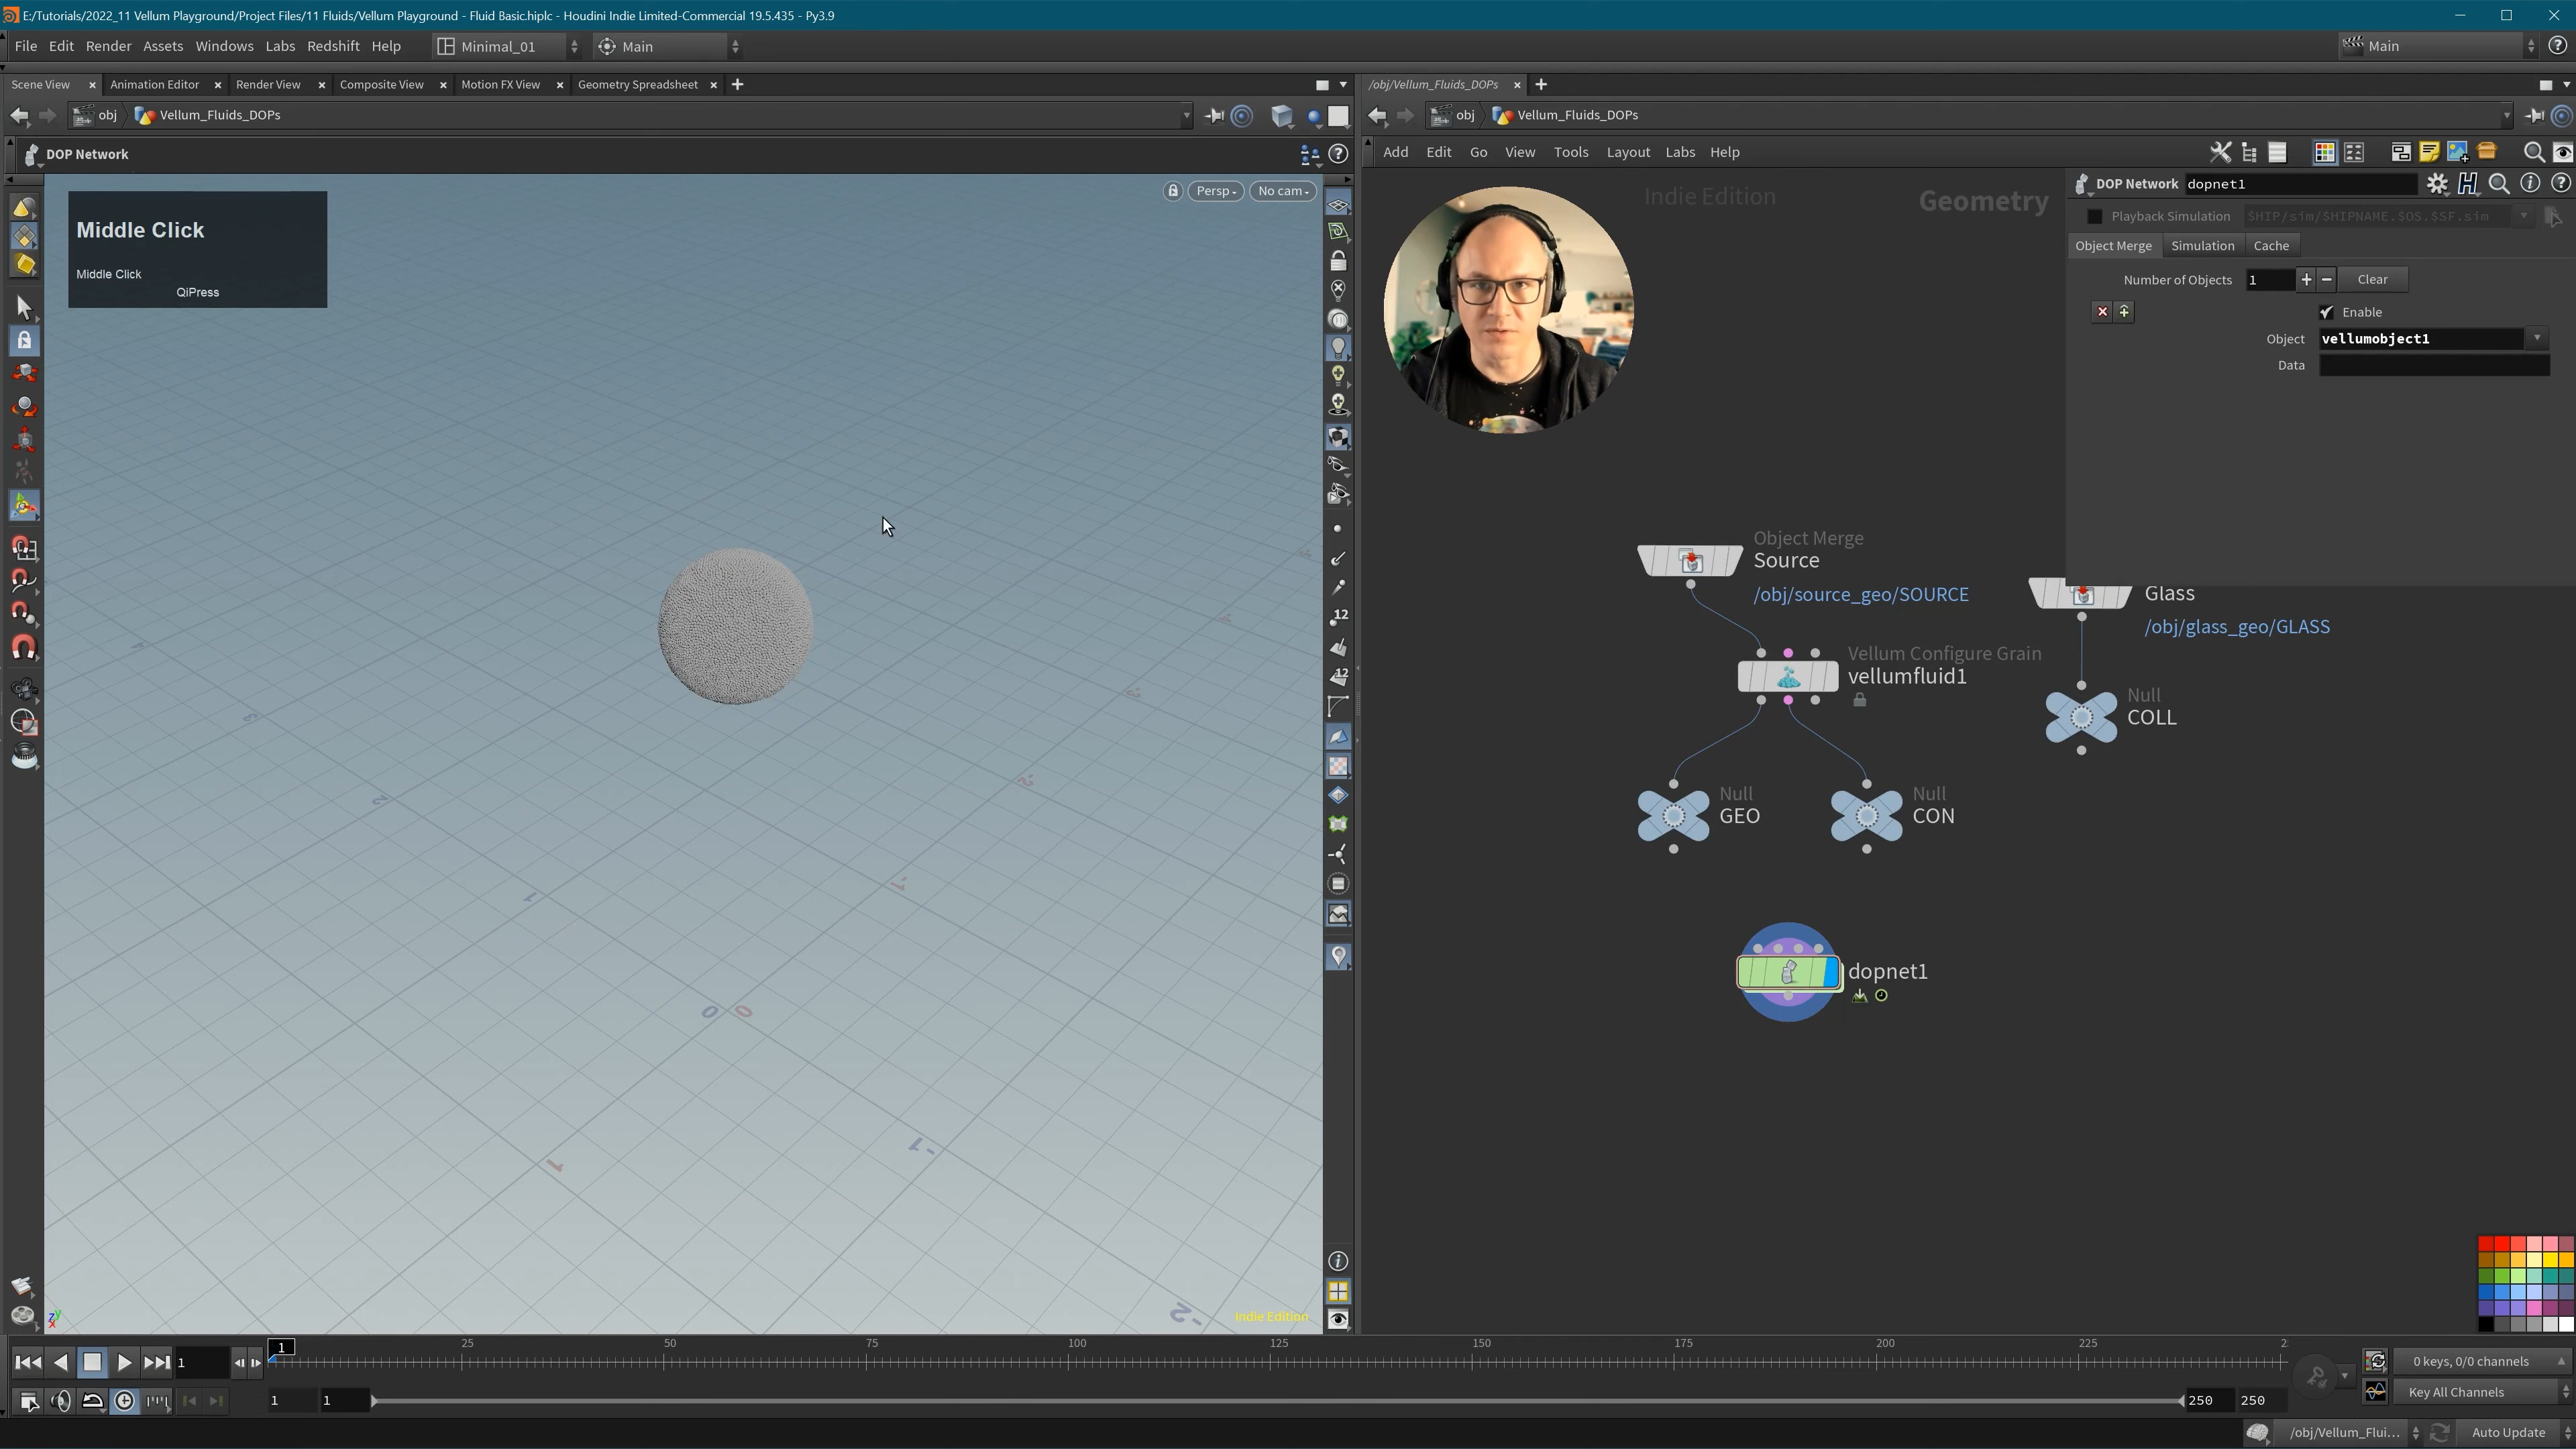 E:/Tutorials/2022_11 Vellum Playground/Project Files/11 Fluids/Vellum Playground - Fluid Basic.hiplc - Houdini Indie Limited-Commercial 19.5.435 - Py3.9
File Edit Render Assets Windows Labs Redshift Help Minimal_01 Main Main
Scene View Animation Editor Render View Composite View Motion FX View Geometry Spreadsheet
/obj/Vellum_Fluids_DOPs
obj Vellum_Fluids_DOPs
obj Vellum_Fluids_DOPs
DOP Network
Add Edit Go View Tools Layout Labs Help
Persp No cam
Middle Click
Middle Click
QiPress
Indie Edition
Geometry
DOP Network dopnet1
Playback Simulation $HIP/sim/$HIPNAME.$OS.$SF.sim
Object Merge Simulation Cache
Number of Objects 1 Clear
Enable
Object vellumobject1
Data
Object Merge
Source
/obj/source_geo/SOURCE
Glass
/obj/glass_geo/GLASS
Vellum Configure Grain
vellumfluid1
Null
COLL
Null
GEO
Null
CON
dopnet1
12
12
Indie Edition
1 25 50 75 100 125 150 175 200 225
1
0 keys, 0/0 channels
1 1 250 250
Key All Channels
/obj/Vellum_Flui... Auto Update